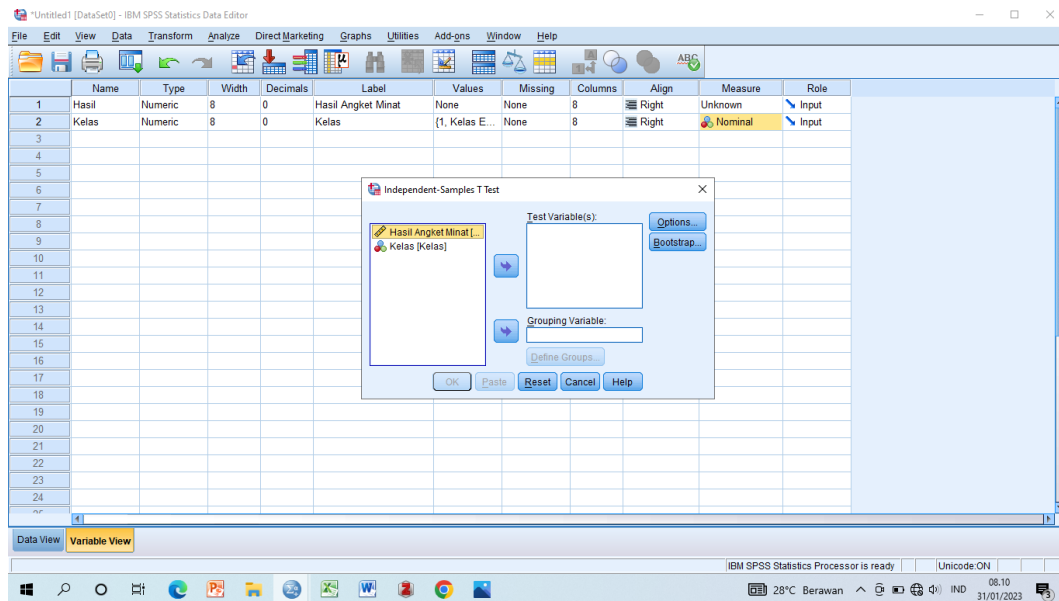 *Untitled1 [DataSet0] - IBM SPSS Statistics Data Editor
File Edit View Data Transform Analyze Direct Marketing Graphs Utilities Add-ons Window Help
Name Type Width Decimals Label Values Missing Columns Align Measure Role
1 Hasil Numeric 8 0 Hasil Angket Minat None None 8 Right Unknown Input
2 Kelas Numeric 8 0 Kelas {1, Kelas E... None 8 Right Nominal Input
3
4
5
6
7
8
9
10
11
12
13
14
15
16
17
18
19
20
21
22
23
24
Independent-Samples T Test
Test Variable(s):
Options...
Hasil Angket Minat [...
Bootstrap...
Kelas [Kelas]
Grouping Variable:
Define Groups...
OK Paste Reset Cancel Help
Data View Variable View
IBM SPSS Statistics Processor is ready Unicode:ON
28°C Berawan IND 08.10
31/01/2023